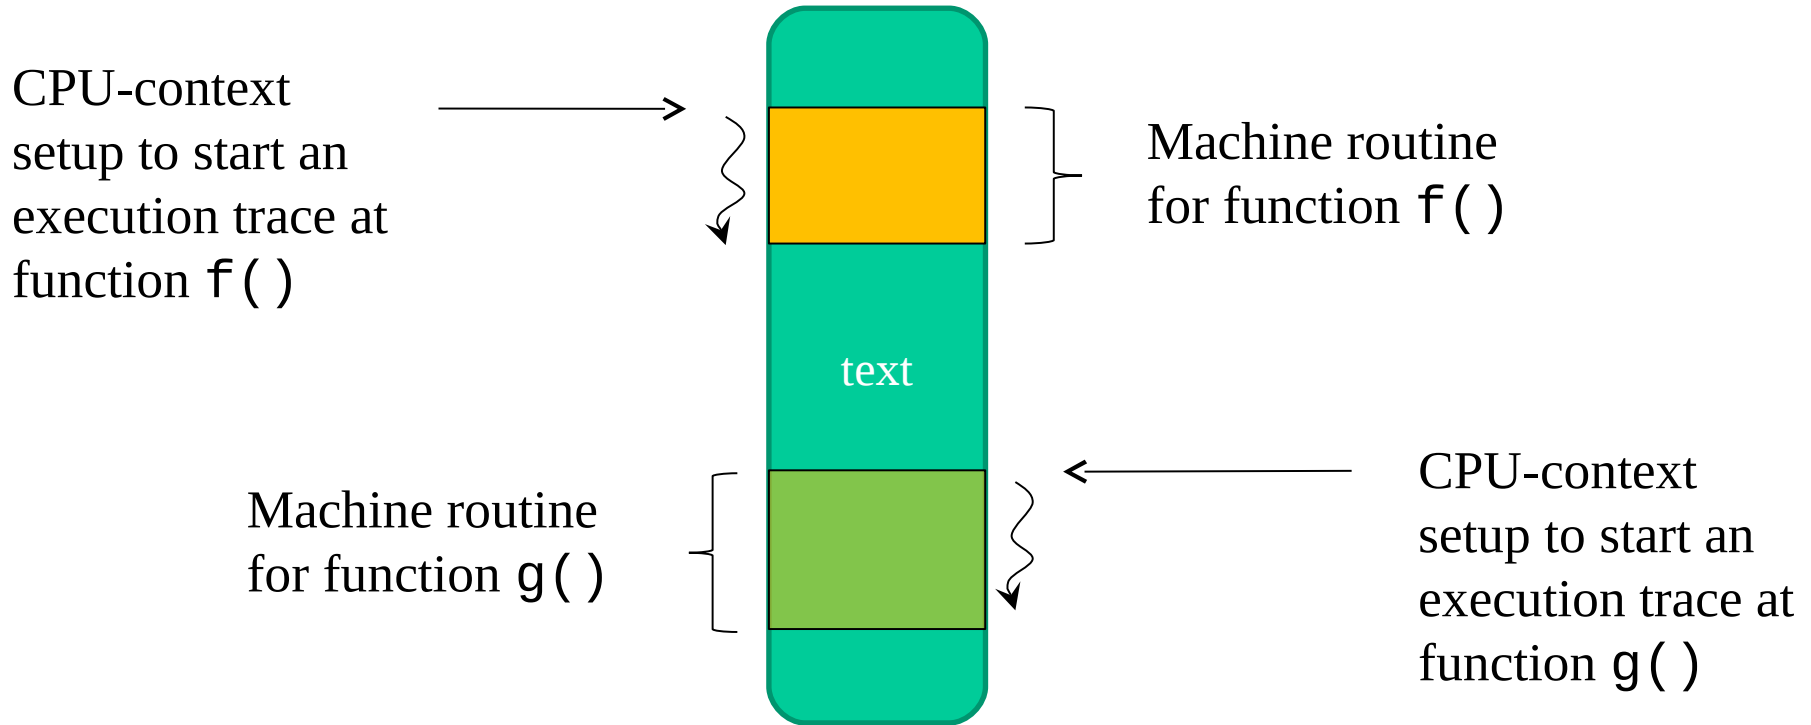 CPU-context
setup to start an
execution trace at
function f()
Machine routine
for function f()
text
Machine routine
for function g()
CPU-context
setup to start an
execution trace at
function g()